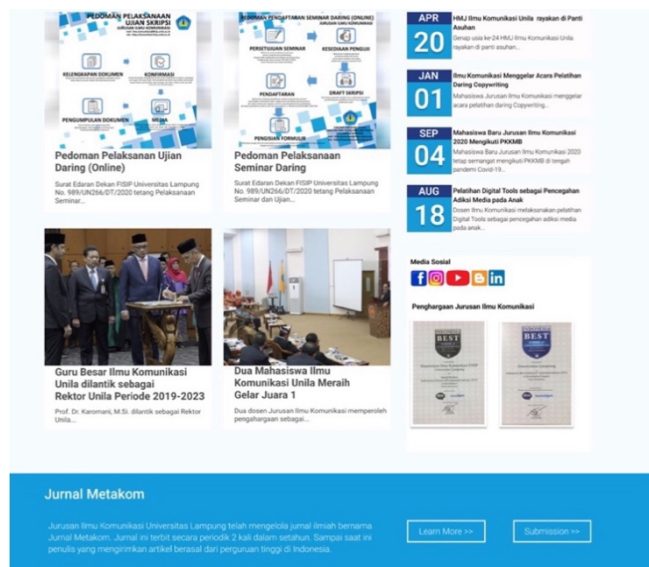 PEDOMAN PELAKSANAAN
UJIAN SKRIPSI
JURUSAN ILMU KOMUNIKASI
KELENGKAPAN DOKUMEN
KONFIRMASI
PENGUMPULAN DOKUMEN
MEDIA
Pedoman Pelaksanan Ujian
Daring (Online)
Surat Edaran Dekan FISIP Universitas Lampung
No. 989/UN266/DT/2020 tetang Pelaksanaan
Seminar...
PEDOMAN PENDAFTARAN SEMINAR DARING (ONLINE)
JURUSAN ILMU KOMUNIKASI
PERSETUJUAN SEMINAR
KESEDIAAN PENGUJI
PENDAFTARAN
DRAFT SKRIPSI
PENGISIAN FORMULIR
Pedoman Pelaksanaan
Seminar Daring
Surat Edaran Dekan FISIP Universitas Lampung
No. 989/UN266/DT/2020 tetang Pelaksanaan
Seminar dan Ujian...
Guru Besar Ilmu Komunikasi
Unila dilantik sebagai
Rektor Unila Periode 2019-2023
Prof. Dr. Karomani, M.Si. dilantik sebagai Rektor
Unila...
Dua Mahasiswa Ilmu
Komunikasi Unila Meraih
Gelar Juara 1
Dua dosen Jurusan Ilmu Komunikasi memperoleh
pengahargaan sebagai...
APR
20
HMJ Ilmu Komunikasi Unila rayakan di Panti
Asuhan
Genap usia ke-24 HMJ Ilmu Komunikasi Unila
rayakan di panti asuhan...
JAN
01
Ilmu Komunikasi Menggelar Acara Pelatihan
Daring Copywriting
Mahasiswa Jurusan Ilmu Komunikasi menggelar
acara pelatihan daring Copywriting...
SEP
04
Mahasiswa Baru Jurusan Ilmu Komunikasi
2020 Mengikuti PKKMB
Mahasiswa Baru Jurusan Ilmu Komunikasi 2020
tetap semangat mengikuti PKKMB di tengah
pandemi Covid-19...
AUG
18
Pelatihan Digital Tools sebagai Pencegahan
Adiksi Media pada Anak
Dosen Ilmu Komunikasi melaksanakan pelatihan
Digital Tools sebagai pencegahan adiksi media
pada anak...
Media Sosial
Penghargaan Jurusan Ilmu Komunikasi
BEST
BEST
Jurnal Metakom
Jurusan Ilmu Komunikasi Universitas Lampung telah mengelola jurnal ilmiah bernama
Jurnal Metakom. Jurnal ini terbit secara periodik 2 kali dalam setahun. Sampai saat ini
penulis yang mengirimkan artikel berasal dari perguruan tinggi di Indonesia.
Learn More >>
Submission >>